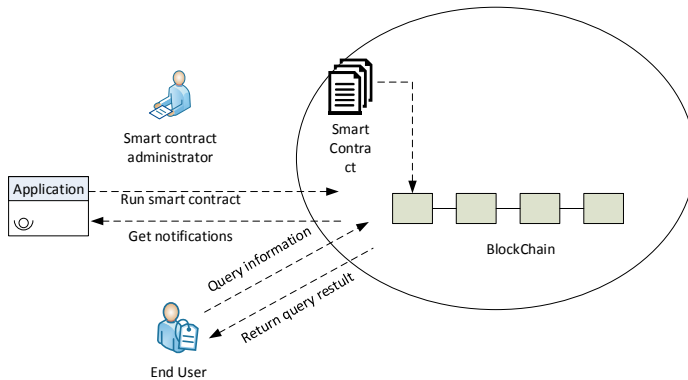 Smart contract
administrator
Smart
Contra
ct
Application
Run smart contract
Get notifications
Query information
Return query restult
BlockChain
End User